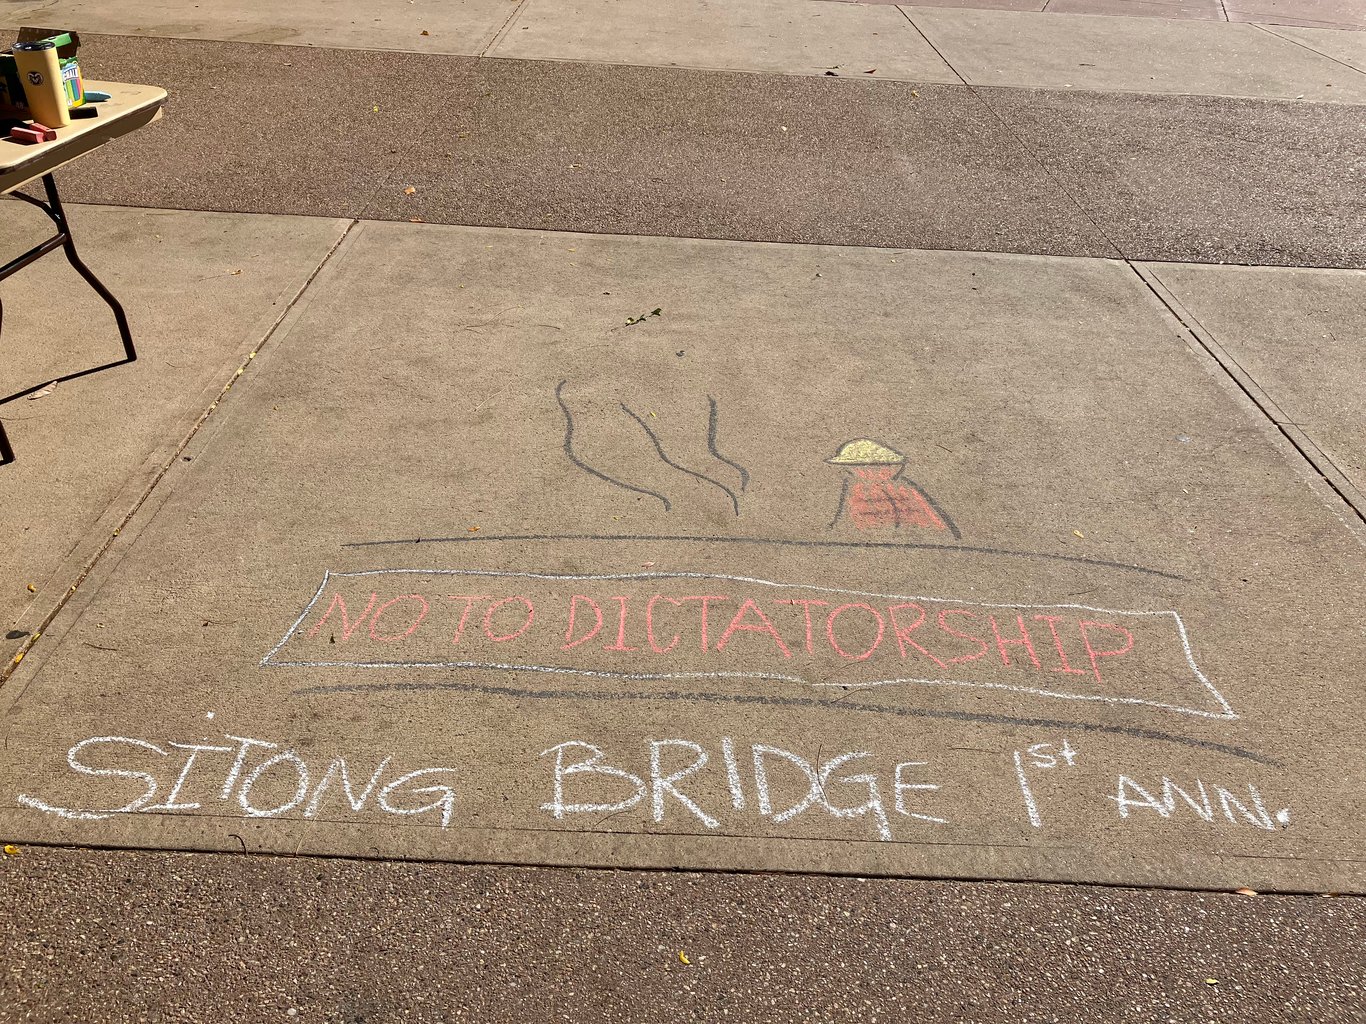 NO TO DICTATORSHIP
SITONG BRIDGE 1st ANN.